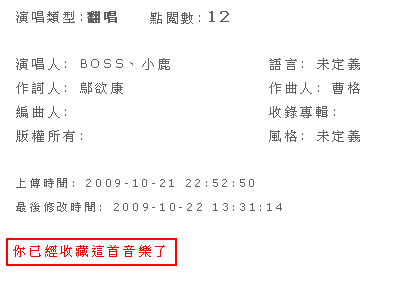 演唱類型:翻唱 點閱數:12
演唱人: BOSS、小鹿 語言: 未定義
作詞人: 鄔欲康 作曲人: 曹格
編曲人: 收錄專輯:
版權所有: 風格: 未定義
上傳時間: 2009-10-21 22:52:50
最後修改時間: 2009-10-22 13:31:14
你已經收藏這首音樂了